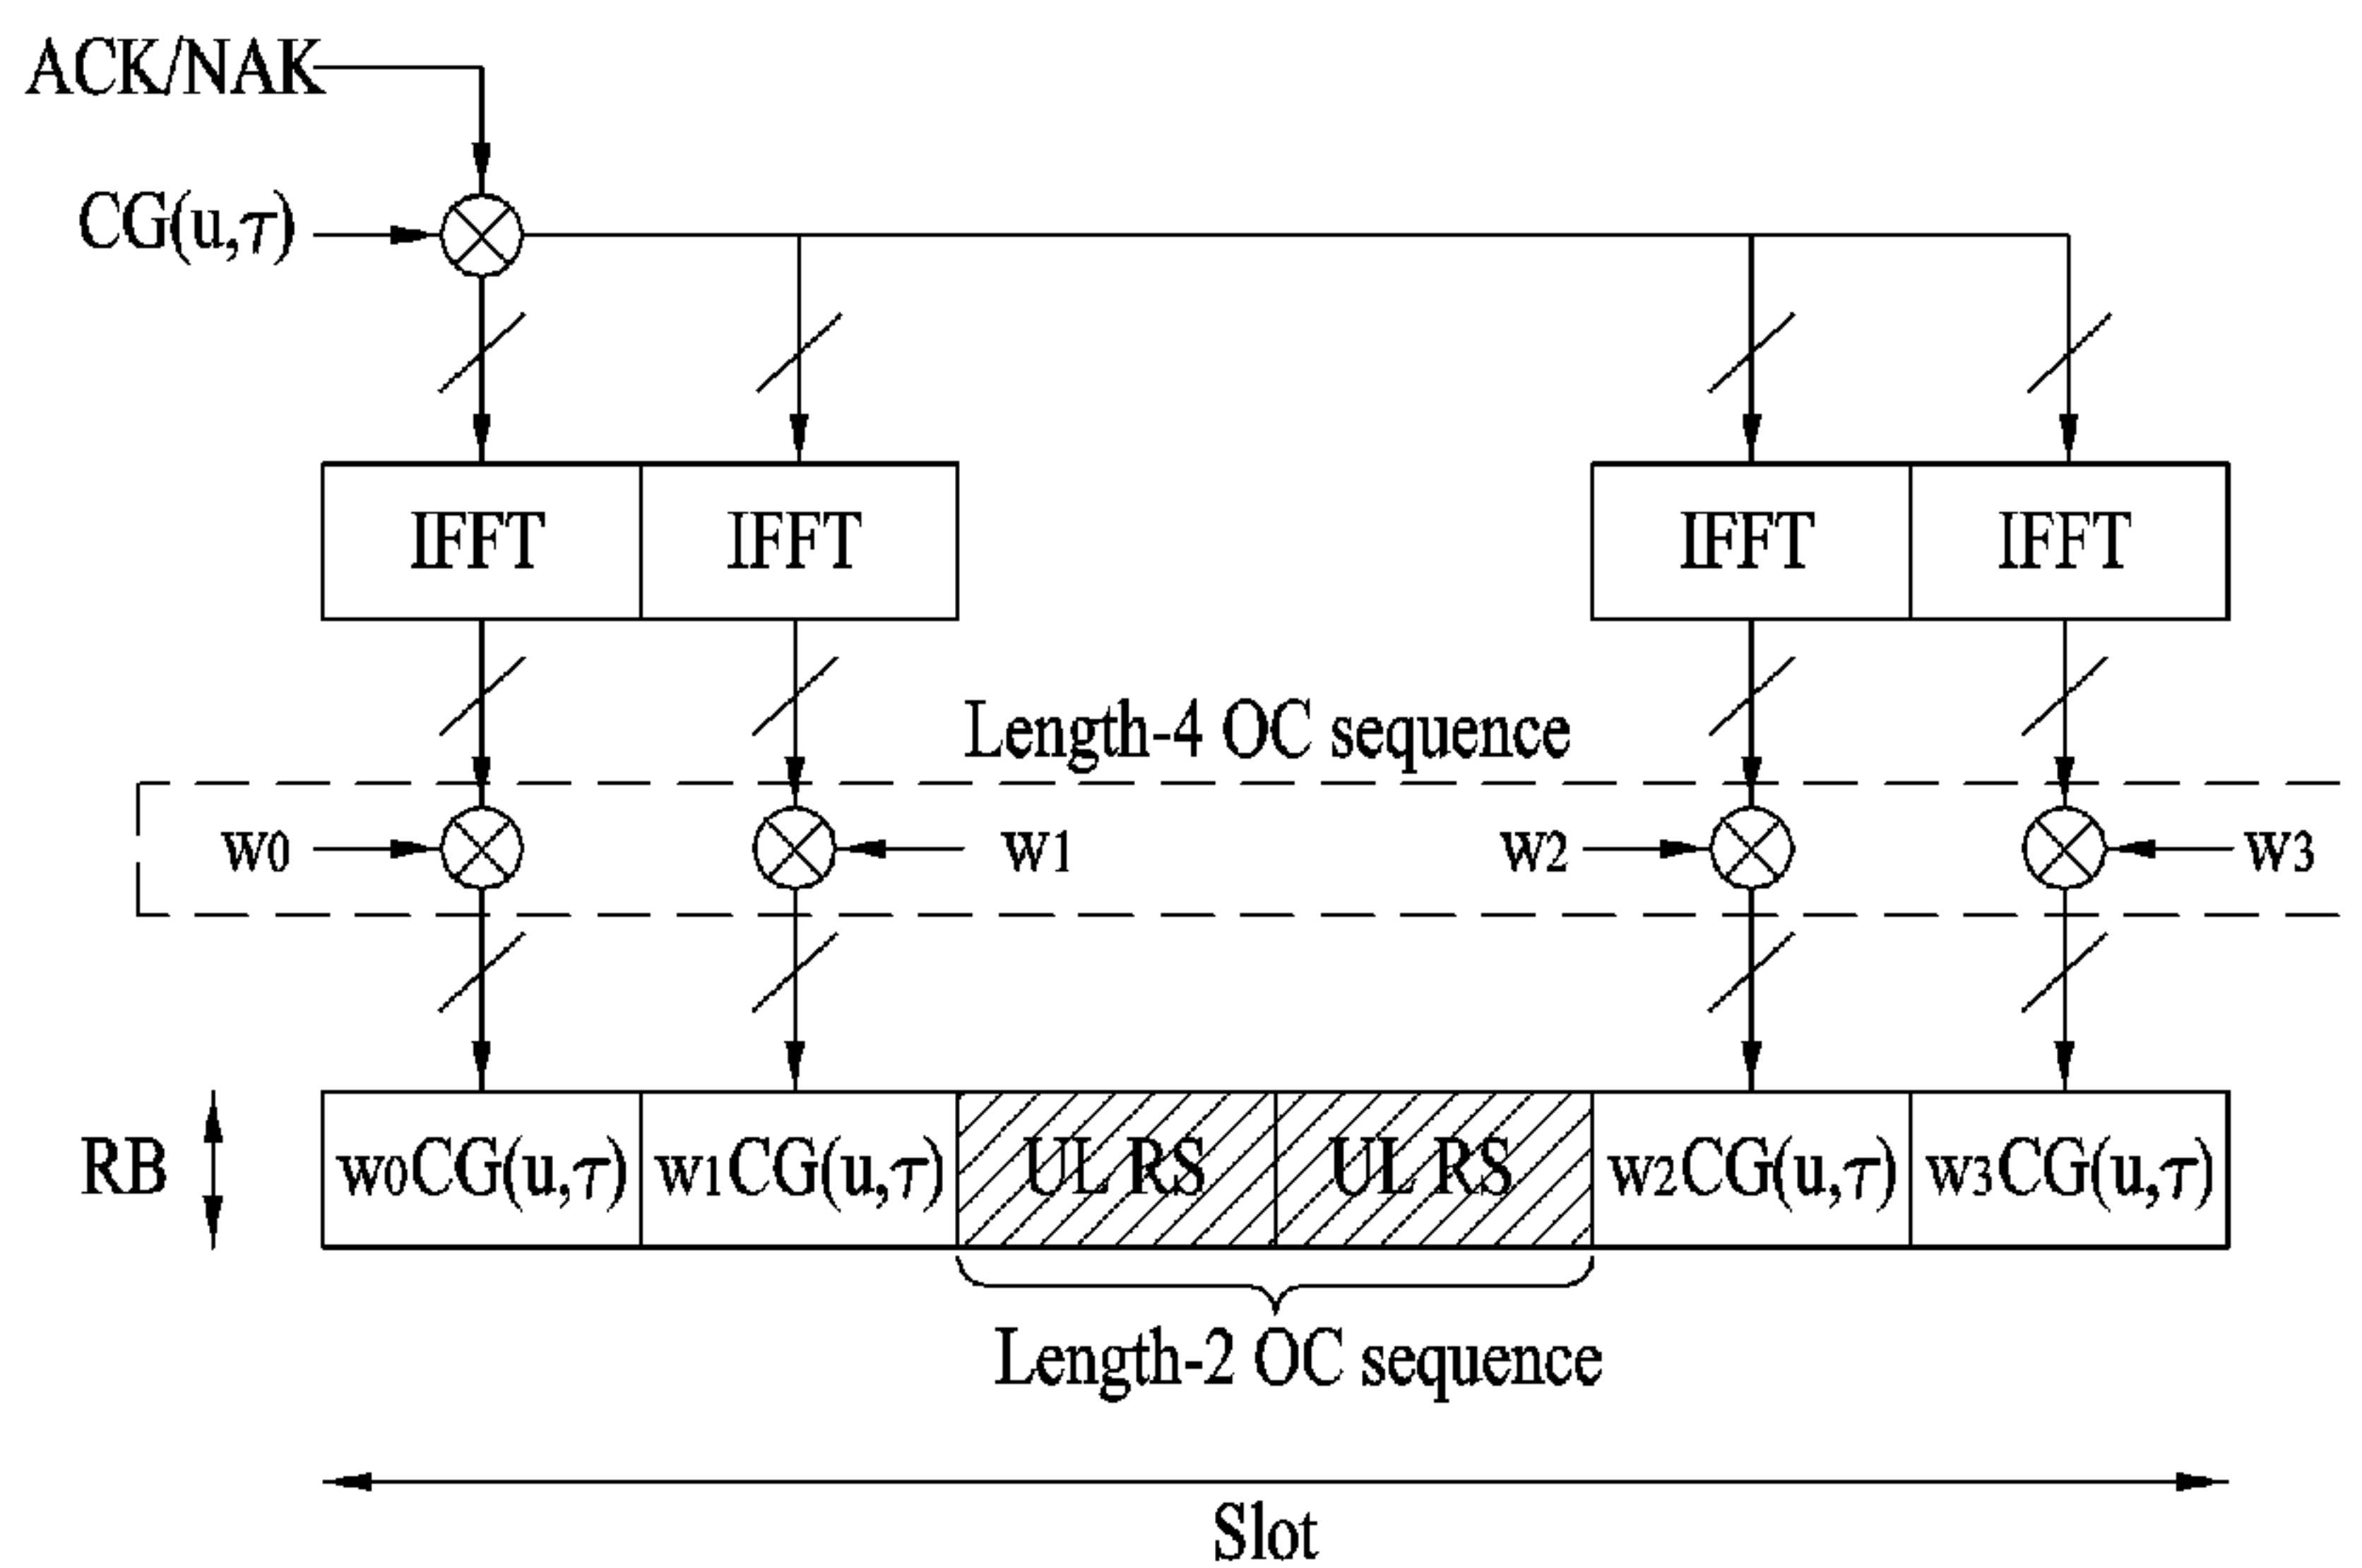 ACK/NAK
CG(u,τ)
IFFT IFFT IFFT IFFT
Length-4 OC sequence
w0 w1 w2 w3
RB w0CG(u,τ) w1CG(u,τ) UL RS UL RS w2CG(u,τ) w3CG(u,τ)
Length-2 OC sequence
Slot